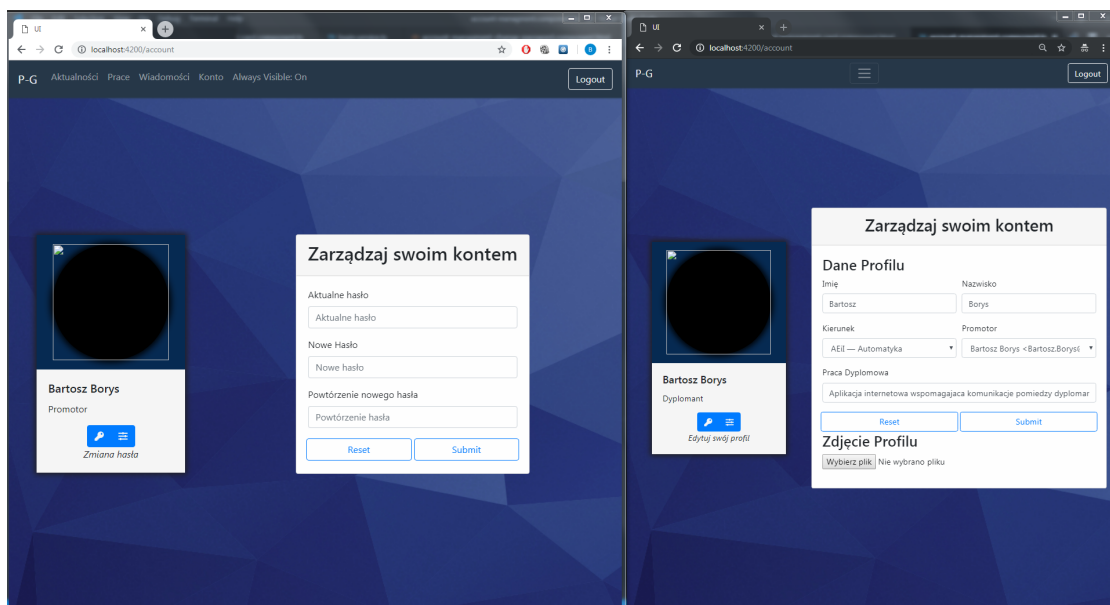 UI
localhost:4200/account
P-G Aktualności Prace Wiadomości Konto Always Visible: On Logout
Bartosz Borys
Promotor
Zmiana hasła
Zarządzaj swoim kontem
Aktualne hasło
Aktualne hasło
Nowe Hasło
Nowe hasło
Powtórzenie nowego hasła
Powtórzenie hasła
Reset Submit
UI
localhost:4200/account
P-G Logout
Bartosz Borys
Dyplomant
Edytuj swój profil
Zarządzaj swoim kontem
Dane Profilu
Imię Nazwisko
Bartosz Borys
Kierunek Promotor
AEiI — Automatyka Bartosz Borys <Bartosz.Borys(
Praca Dyplomowa
Aplikacja internetowa wspomagajaca komunikacje pomiedzy dyplomar
Reset Submit
Zdjęcie Profilu
Wybierz plik Nie wybrano pliku